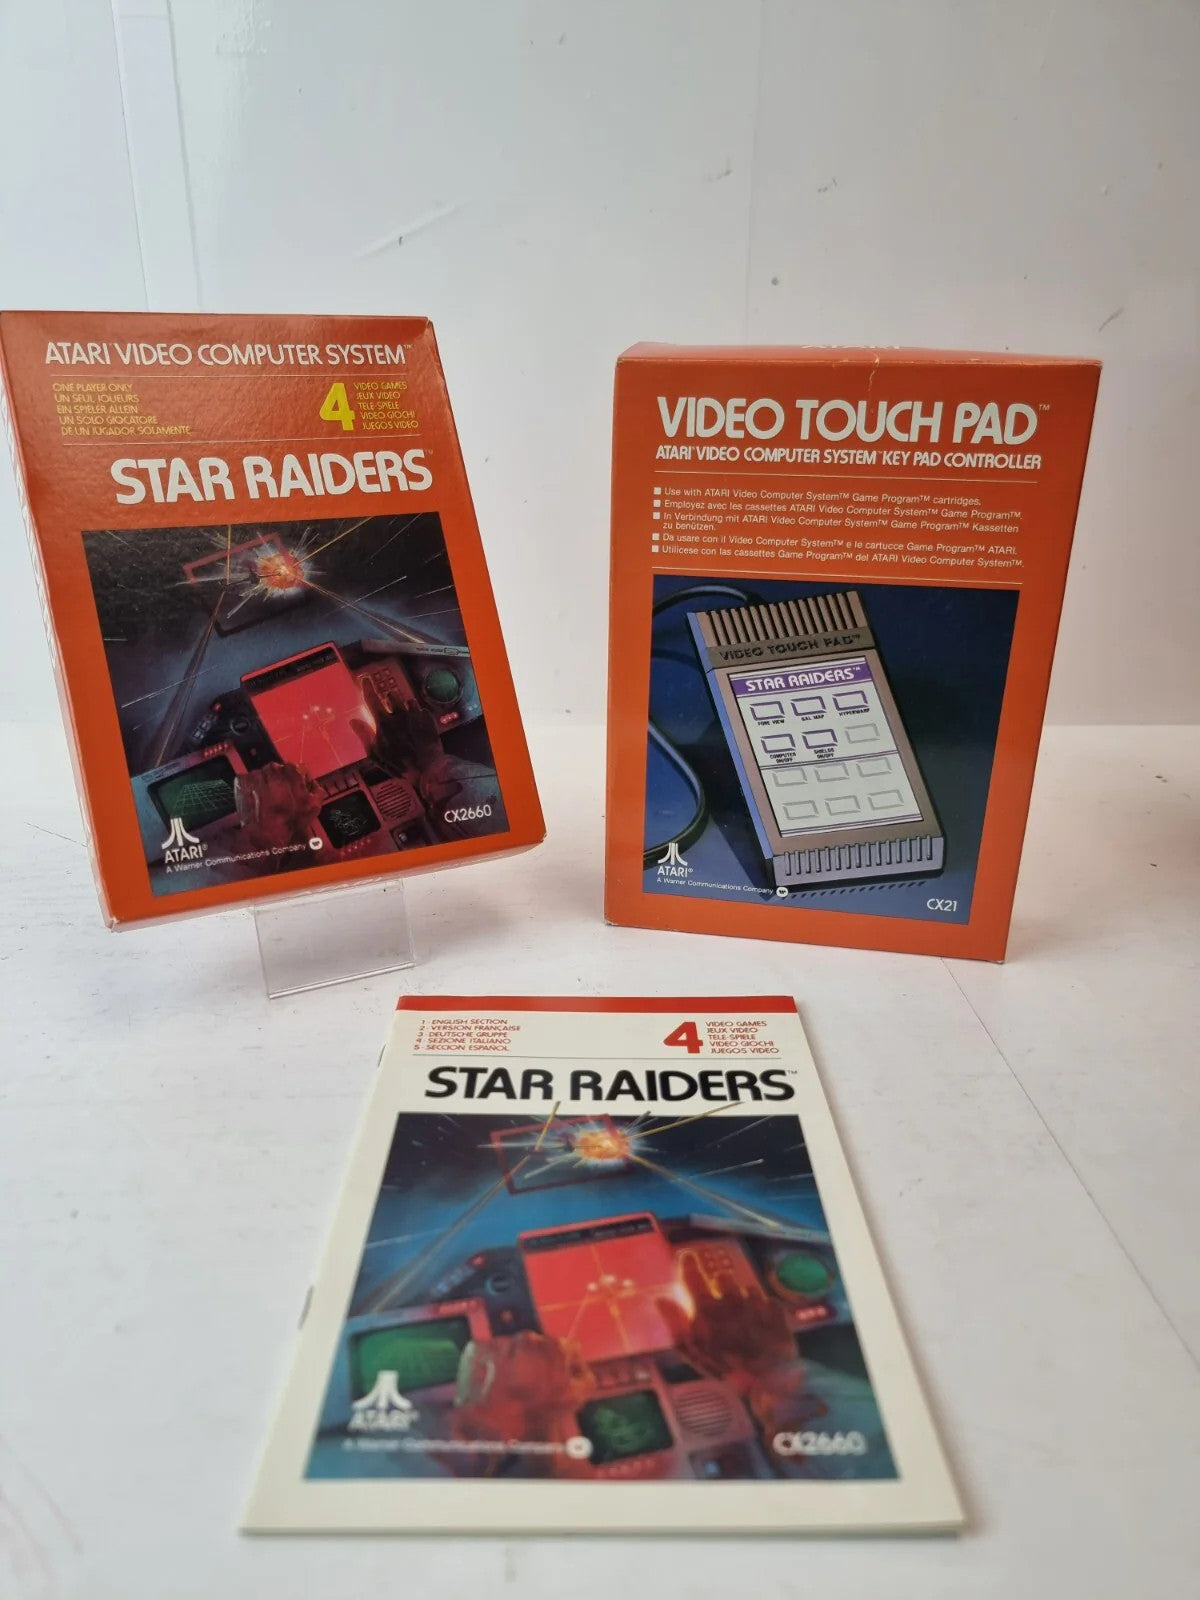 ATARI® VIDEO COMPUTER SYSTEM™
ONE PLAYER ONLY
UN SEUL JOUEURS
EIN SPIELER ALLEIN
UN SOLO GIOCATORE
DE UN JUGADOR SOLAMENTE
4
VIDEO GAMES
JEUX VIDEO
TELE-SPIELE
VIDEO GIOCHI
JUEGOS VIDEO
STAR RAIDERS™
ATARI®
A Warner Communications Company
CX2660
ATARI
VIDEO TOUCH PAD™
ATARI® VIDEO COMPUTER SYSTEM™ KEY PAD CONTROLLER
■ Use with ATARI Video Computer System™ Game Program™ cartridges.
■ Employez avec les cassettes ATARI Video Computer System™ Game Program™.
■ In Verbindung mit ATARI Video Computer System™ Game Program™ Kassetten
zu benützen.
■ Da usare con il Video Computer System™ e le cartucce Game Program™ ATARI.
■ Utilicese con las cassettes Game Program™ del ATARI Video Computer System™.
VIDEO TOUCH PAD™
STAR RAIDERS™
FORE VIEW
GAL MAP
HYPERWARP
COMPUTER
ON/OFF
SHIELDS
ON/OFF
ATARI®
A Warner Communications Company
CX21
1 - ENGLISH SECTION
2 - VERSION FRANÇAISE
3 - DEUTSCHE GRUPPE
4 - SEZIONE ITALIANO
5 - SECCION ESPAÑOL
4
VIDEO GAMES
JEUX VIDEO
TELE-SPIELE
VIDEO GIOCHI
JUEGOS VIDEO
STAR RAIDERS™
ATARI®
A Warner Communications Company
CX2660